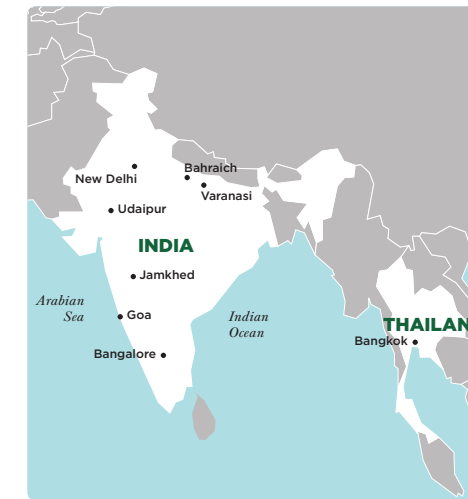 Bahraich
New Delhi
Varanasi
Udaipur
INDIA
Jamkhed
Arabian
Sea
Goa
Indian
Ocean
THAILAN
Bangkok
Bangalore